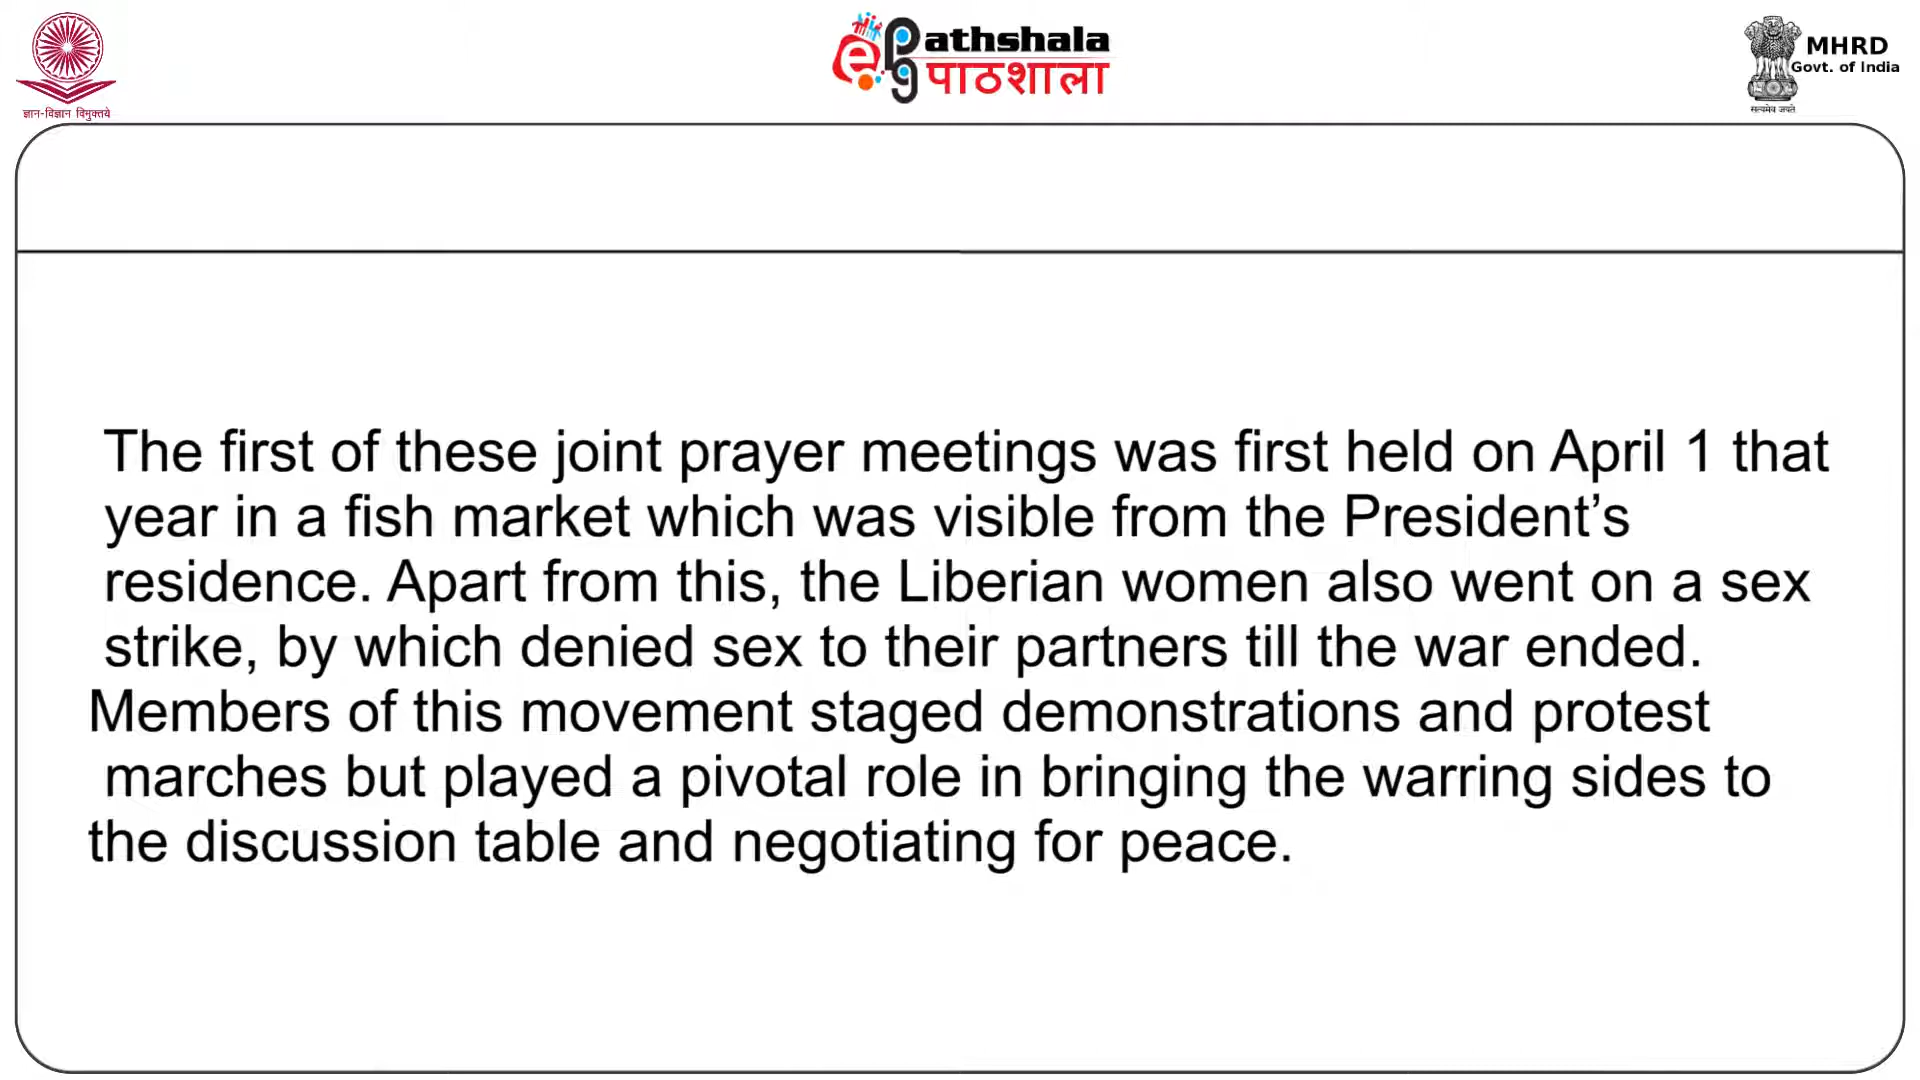 ज्ञान-विज्ञान विमुक्तये
ePG Pathshala
पाठशाला
MHRD
Govt. of India
सत्यमेव जयते
The first of these joint prayer meetings was first held on April 1 that
year in a fish market which was visible from the President’s
residence. Apart from this, the Liberian women also went on a sex
strike, by which denied sex to their partners till the war ended.
Members of this movement staged demonstrations and protest
marches but played a pivotal role in bringing the warring sides to
the discussion table and negotiating for peace.